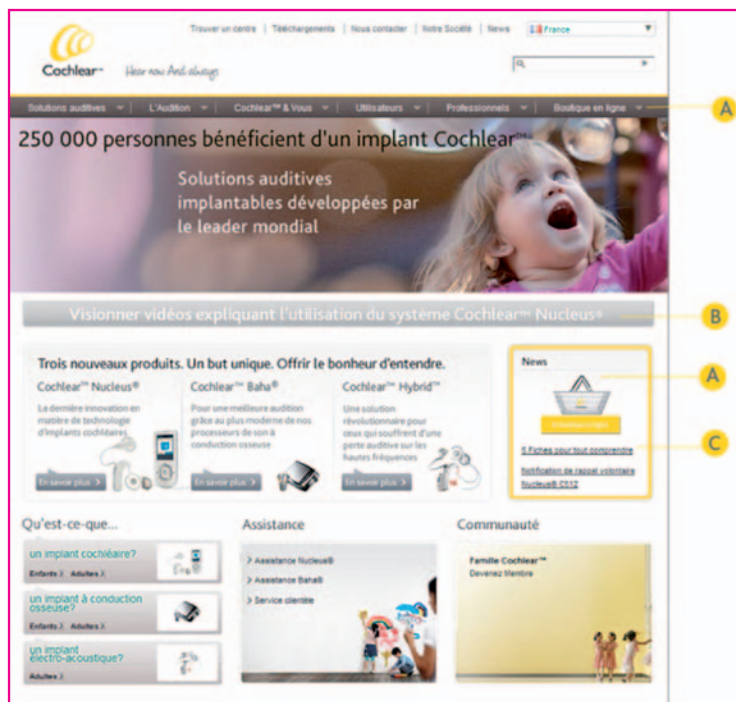 Trouver un centre | Téléchargements | Nous contacter | Notre Société | News
France
Cochlear™
Hear now. And always
Solutions auditives | L'Audition | Cochlear™ & Vous | Utilisateurs | Professionnels | Boutique en ligne
A
250 000 personnes bénéficient d'un implant Cochlear™
Solutions auditives
implantables développées par
le leader mondial
Visionner vidéos expliquant l'utilisation du système Cochlear™ Nucleus®
B
Trois nouveaux produits. Un but unique. Offrir le bonheur d'entendre.
Cochlear™ Nucleus®
La dernière innovation en
matière de technologie
d'implants cochléaires
En savoir plus >
Cochlear™ Baha®
Pour une meilleure audition
grâce au plus moderne de nos
processeurs de son à
conduction osseuse
En savoir plus >
Cochlear™ Hybrid™
Une solution
révolutionnaire pour
ceux qui souffrent d'une
perte auditive sur les
hautes fréquences
En savoir plus >
News
A
5 Fiches pour tout comprendre
C
Notification de rappel volontaire
Nucleus® CI512
Qu'est-ce-que...
un implant cochléaire?
Enfants > Adultes >
un implant à conduction
osseuse?
Enfants > Adultes >
un implant
électro-acoustique?
Adultes >
Assistance
> Assistance Nucleus®
> Assistance Baha®
> Service clientèle
Communauté
Famille Cochlear™
Devenez Membre